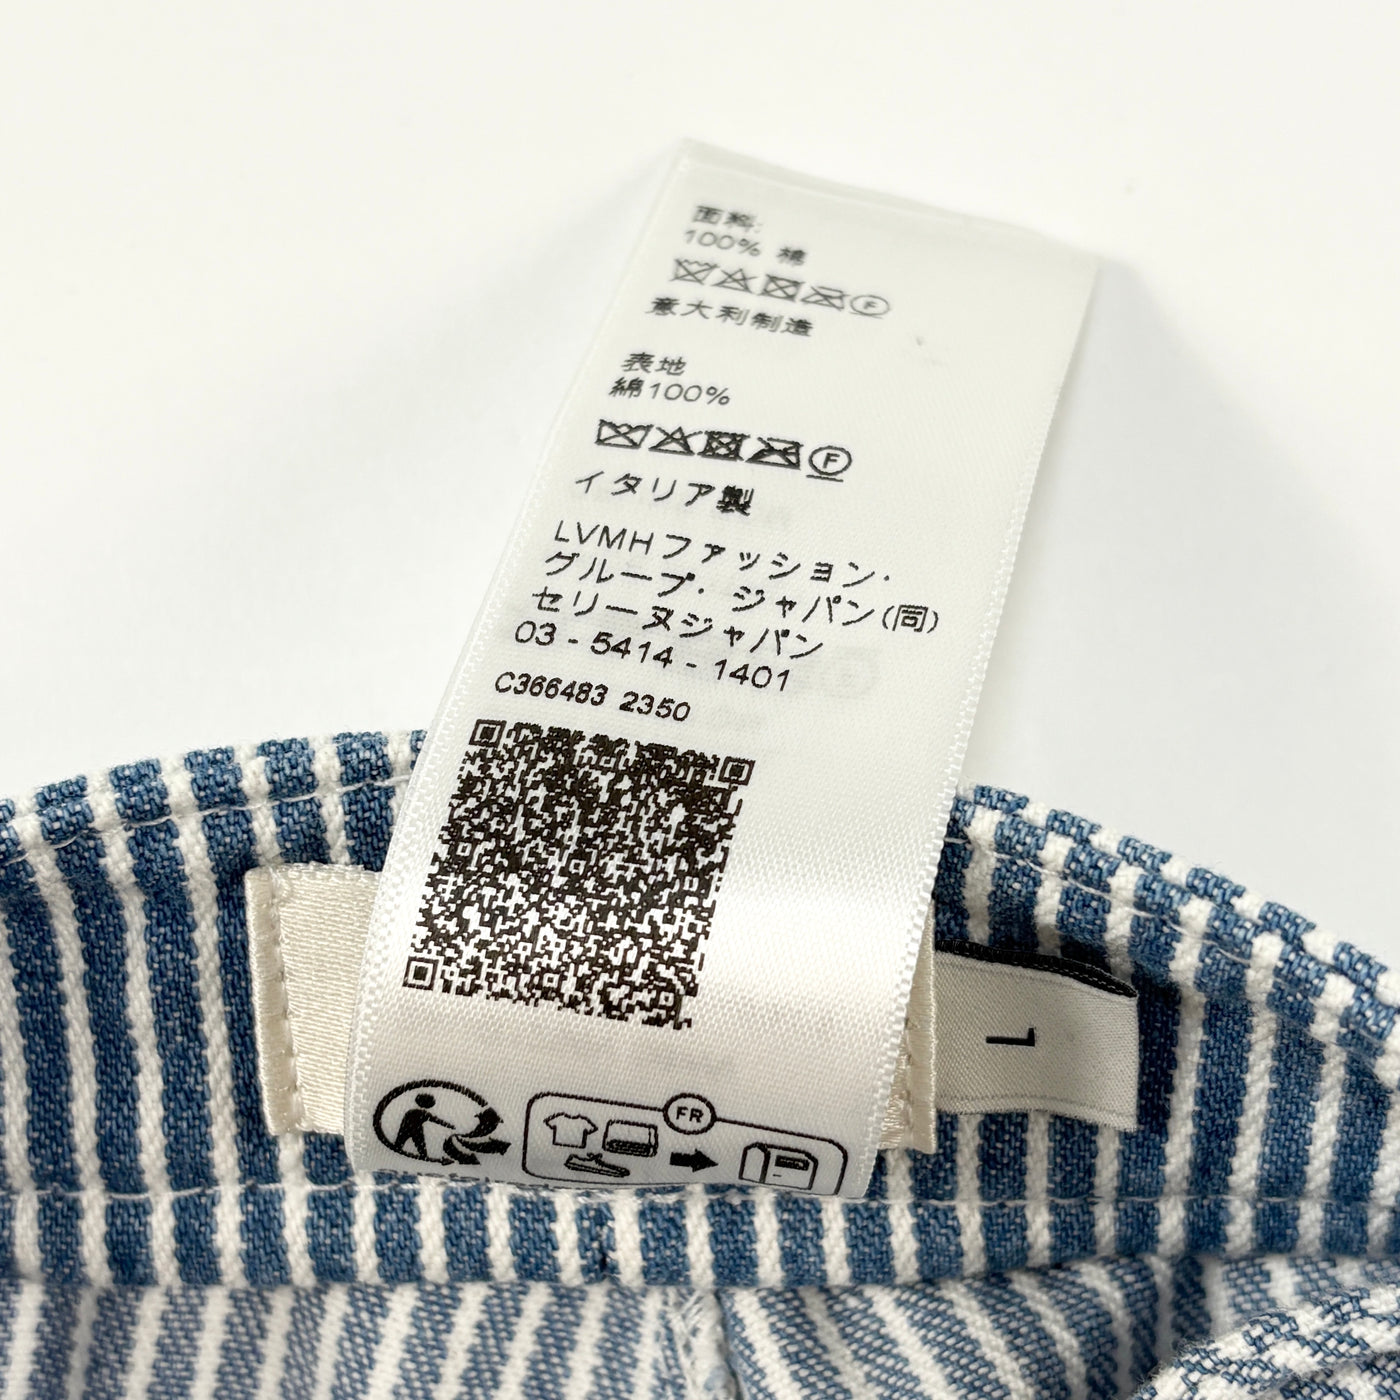 面料:
100% 棉
F
意大利制造
表地
綿100%
F
イタリア製
LVMHファッション・
グループ・ジャパン(同)
セリーヌジャパン
03 - 5414 - 1401
C366483 2350
L
FR